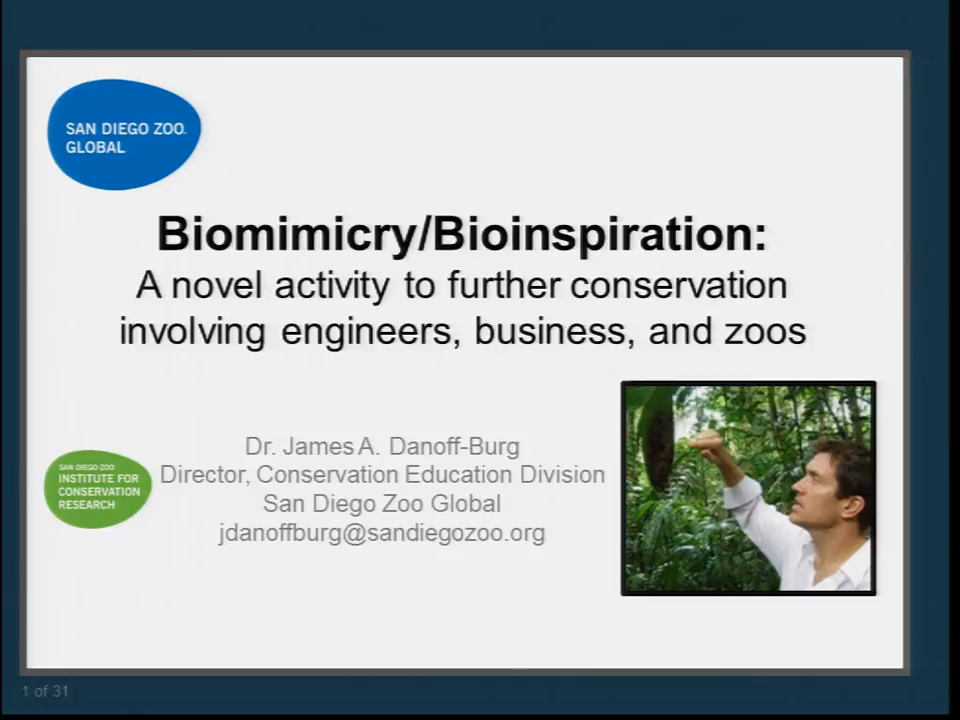 SAN DIEGO ZOO
GLOBAL
Biomimicry/Bioinspiration:
A novel activity to further conservation
involving engineers, business, and zoos
Dr. James A. Danoff-Burg
Director, Conservation Education Division
San Diego Zoo Global
jdanoffburg@sandiegozoo.org
SAN DIEGO ZOO
INSTITUTE FOR
CONSERVATION
RESEARCH
1 of 31